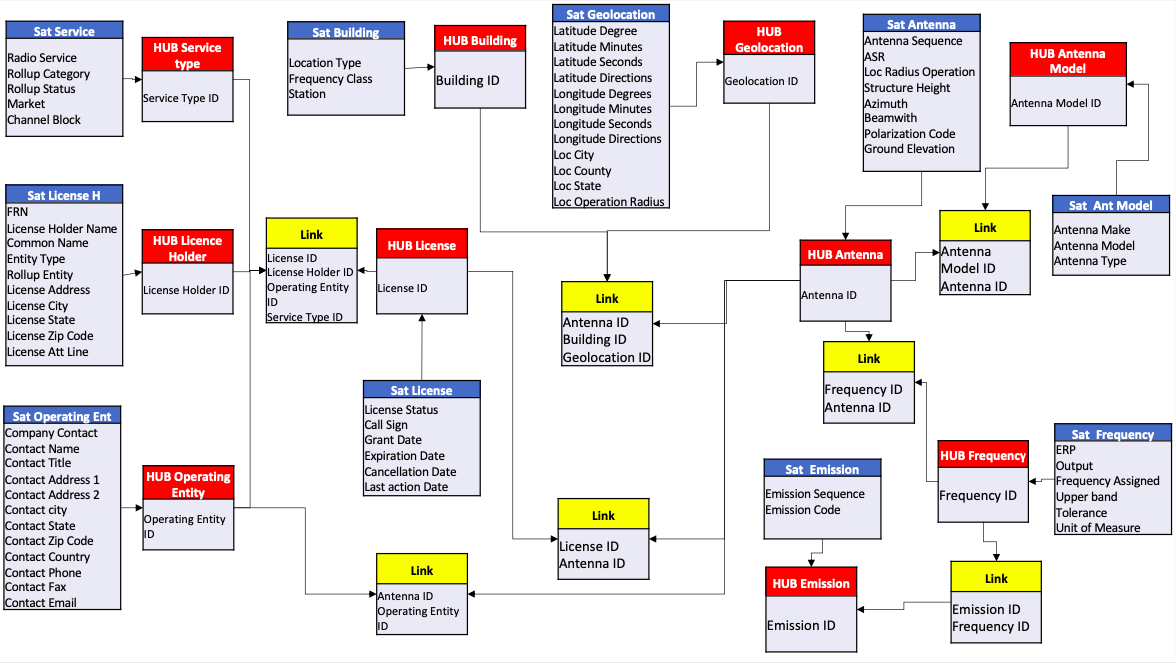 Sat Service
Radio Service
Rollup Category
Rollup Status
Market
Channel Block
HUB Service
type
Service Type ID
Sat Building
Location Type
Frequency Class
Station
HUB Building
Building ID
Sat Geolocation
Latitude Degree
Latitude Minutes
Latitude Seconds
Latitude Directions
Longitude Degrees
Longitude Minutes
Longitude Seconds
Longitude Directions
Loc City
Loc County
Loc State
Loc Operation Radius
HUB
Geolocation
Geolocation ID
Sat Antenna
Antenna Sequence
ASR
Loc Radius Operation
Structure Height
Azimuth
Beamwith
Polarization Code
Ground Elevation
HUB Antenna
Model
Antenna Model ID
Sat License H
FRN
License Holder Name
Common Name
Entity Type
Rollup Entity
License Address
License City
License State
License Zip Code
License Att Line
HUB Licence
Holder
License Holder ID
Link
License ID
License Holder ID
Operating Entity
ID
Service Type ID
HUB License
License ID
Link
Antenna ID
Building ID
Geolocation ID
HUB Antenna
Antenna ID
Link
Antenna
Model ID
Antenna ID
Sat Ant Model
Antenna Make
Antenna Model
Antenna Type
Link
Frequency ID
Antenna ID
Sat License
License Status
Call Sign
Grant Date
Expiration Date
Cancellation Date
Last action Date
Sat Operating Ent
Company Contact
Contact Name
Contact Title
Contact Address 1
Contact Address 2
Contact city
Contact State
Contact Zip Code
Contact Country
Contact Phone
Contact Fax
Contact Email
HUB Operating
Entity
Operating Entity
ID
Link
Antenna ID
Operating Entity
ID
Link
License ID
Antenna ID
Sat Emission
Emission Sequence
Emission Code
HUB Emission
Emission ID
HUB Frequency
Frequency ID
Sat Frequency
ERP
Output
Frequency Assigned
Upper band
Tolerance
Unit of Measure
Link
Emission ID
Frequency ID